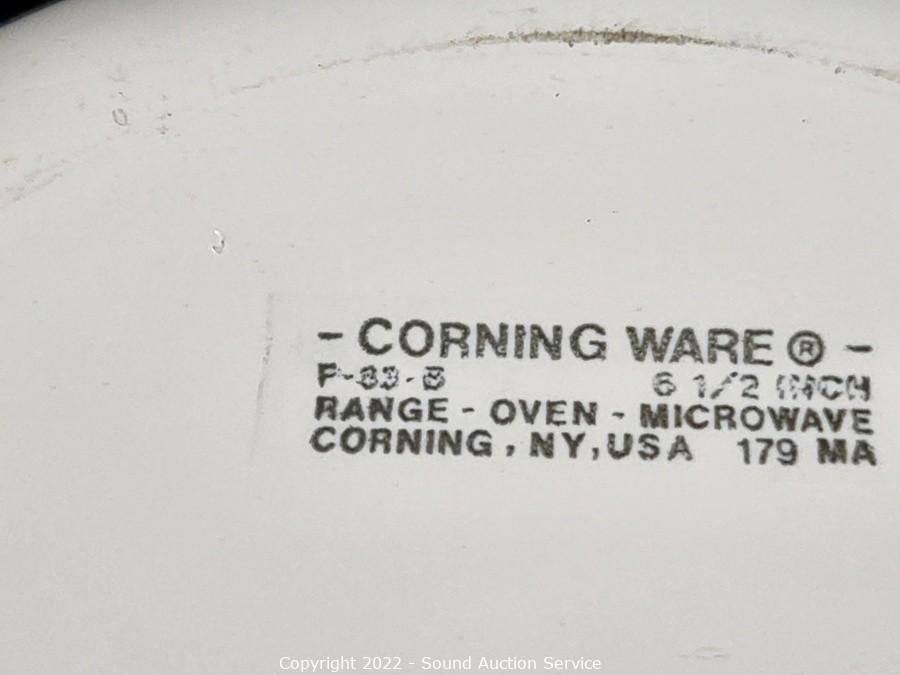 - CORNING WARE ® -
P-83-B 6 1/2 INCH
RANGE - OVEN - MICROWAVE
CORNING, NY, USA 179 MA
Copyright 2022 - Sound Auction Service